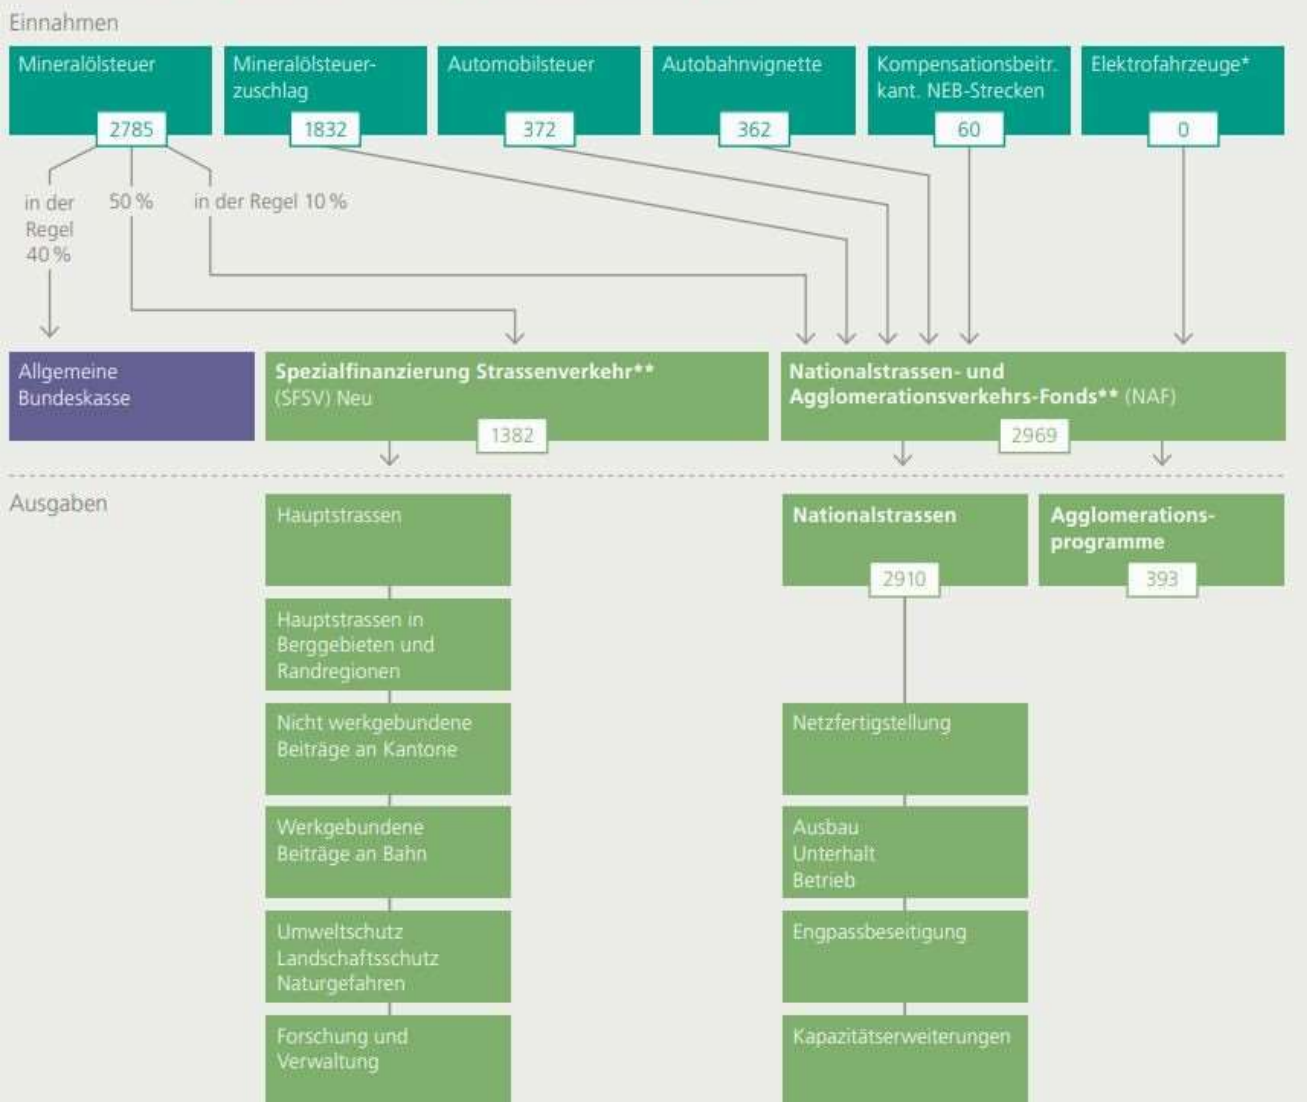 Einnahmen
Mineralölsteuer
2785
Mineralölsteuer-
zuschlag
1832
Automobilsteuer
372
Autobahnvignette
362
Kompensationsbeitr.
kant. NEB-Strecken
60
Elektrofahrzeuge*
0
in der
Regel
40 %
50 %
in der Regel 10 %
Allgemeine
Bundeskasse
Spezialfinanzierung Strassenverkehr**
(SFSV) Neu
1382
Nationalstrassen- und
Agglomerationsverkehrs-Fonds** (NAF)
2969
Ausgaben
Hauptstrassen
Hauptstrassen in
Berggebieten und
Randregionen
Nicht werkgebundene
Beiträge an Kantone
Werkgebundene
Beiträge an Bahn
Umweltschutz
Landschaftsschutz
Naturgefahren
Forschung und
Verwaltung
Nationalstrassen
2910
Agglomerations-
programme
393
Netzfertigstellung
Ausbau
Unterhalt
Betrieb
Engpassbeseitigung
Kapazitätserweiterungen